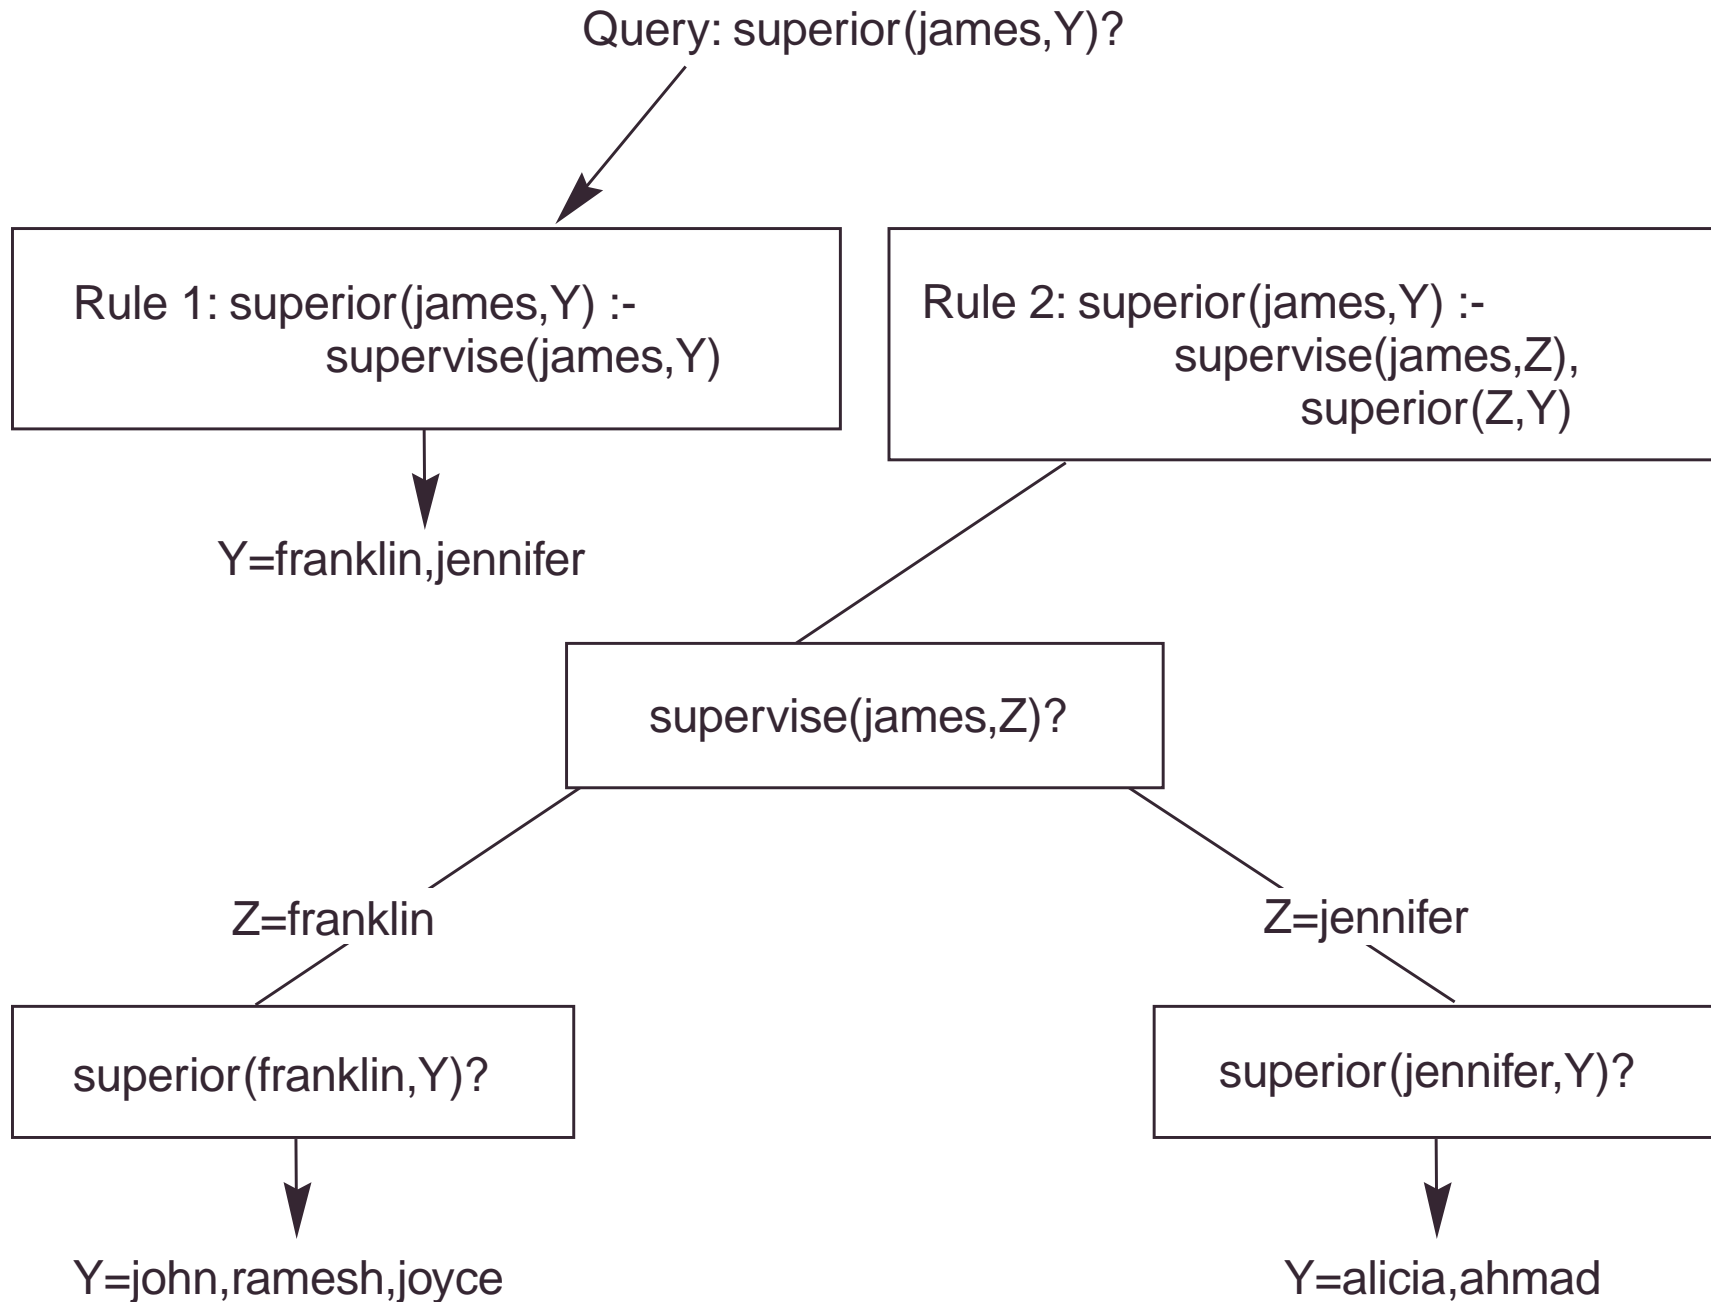 Query: superior(james,Y)?
Rule 1: superior(james,Y) :-
supervise(james,Y)
Rule 2: superior(james,Y) :-
supervise(james,Z),
superior(Z,Y)
Y=franklin,jennifer
supervise(james,Z)?
Z=franklin
Z=jennifer
superior(franklin,Y)?
superior(jennifer,Y)?
Y=john,ramesh,joyce
Y=alicia,ahmad